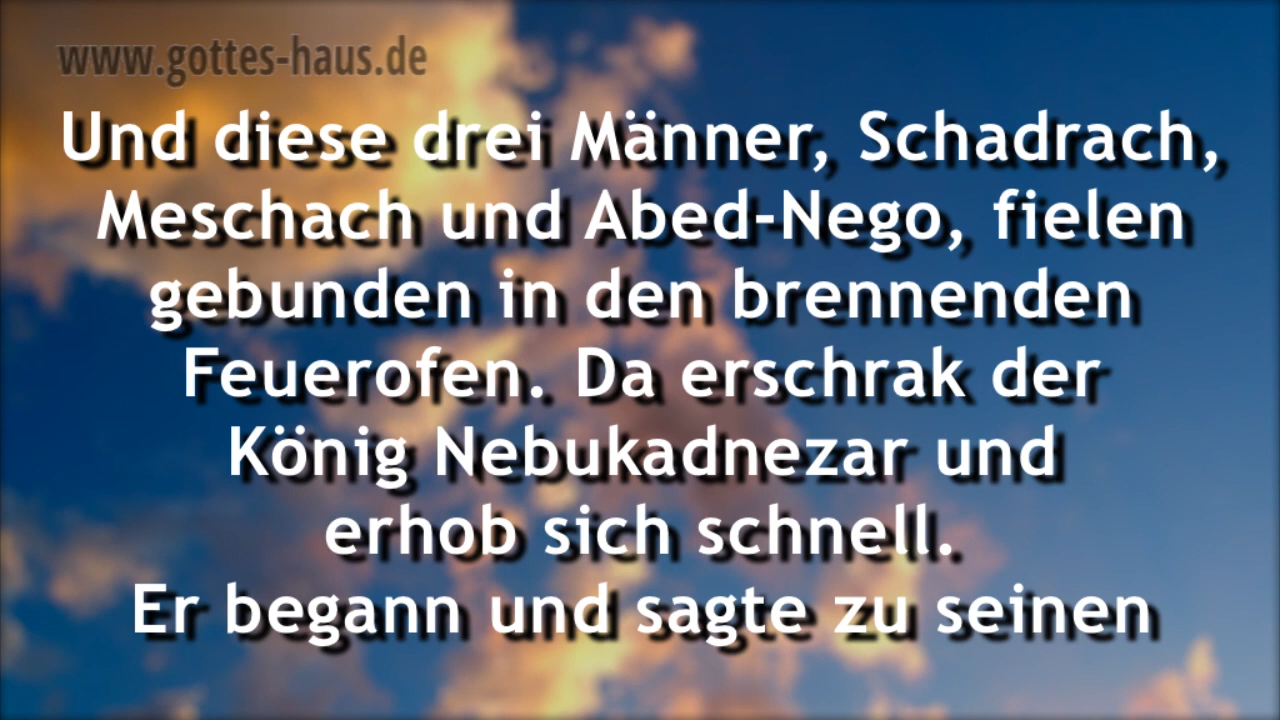 www.gottes-haus.de
Und diese drei Männer, Schadrach,
Meschach und Abed-Nego, fielen
gebunden in den brennenden
Feuerofen. Da erschrak der
König Nebukadnezar und
erhob sich schnell.
Er begann und sagte zu seinen